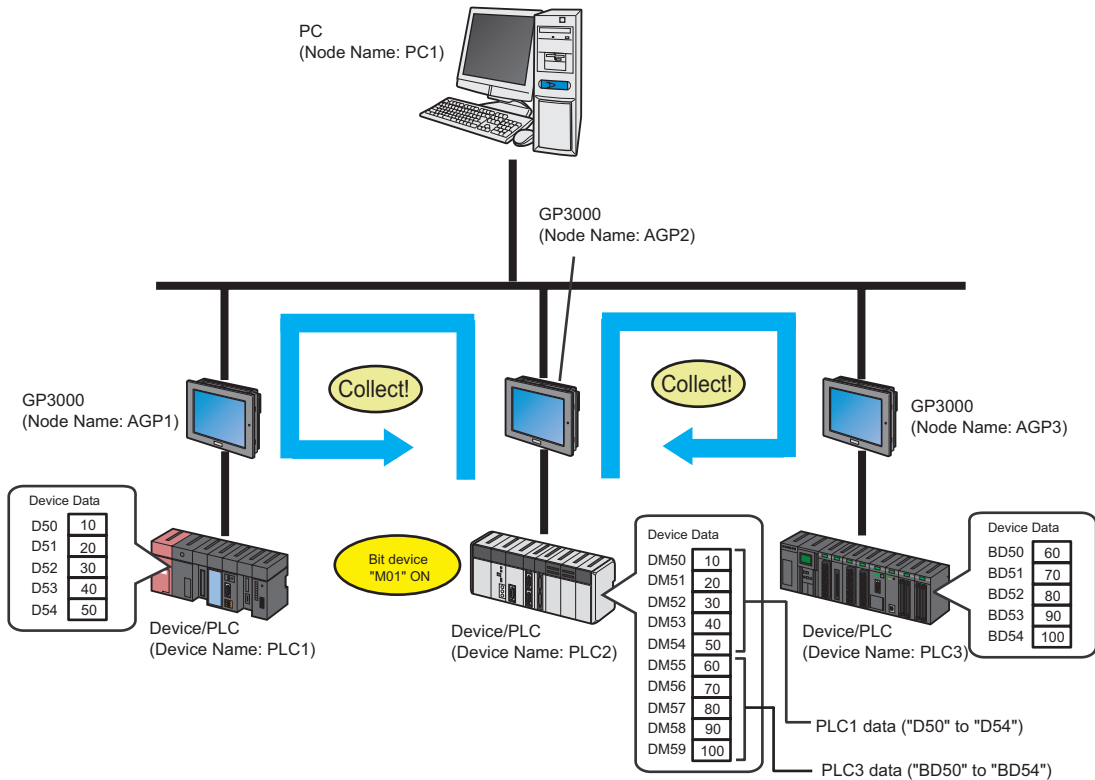 PC
(Node Name: PC1)
GP3000
(Node Name: AGP2)
Collect!
Collect!
GP3000
(Node Name: AGP1)
GP3000
(Node Name: AGP3)
Device Data
D50 10
D51 20
D52 30
D53 40
D54 50
Device/PLC
(Device Name: PLC1)
Bit device
"M01" ON
Device/PLC
(Device Name: PLC2)
Device Data
DM50 10
DM51 20
DM52 30
DM53 40
DM54 50
DM55 60
DM56 70
DM57 80
DM58 90
DM59 100
Device/PLC
(Device Name: PLC3)
Device Data
BD50 60
BD51 70
BD52 80
BD53 90
BD54 100
PLC1 data ("D50" to "D54")
PLC3 data ("BD50" to "BD54")